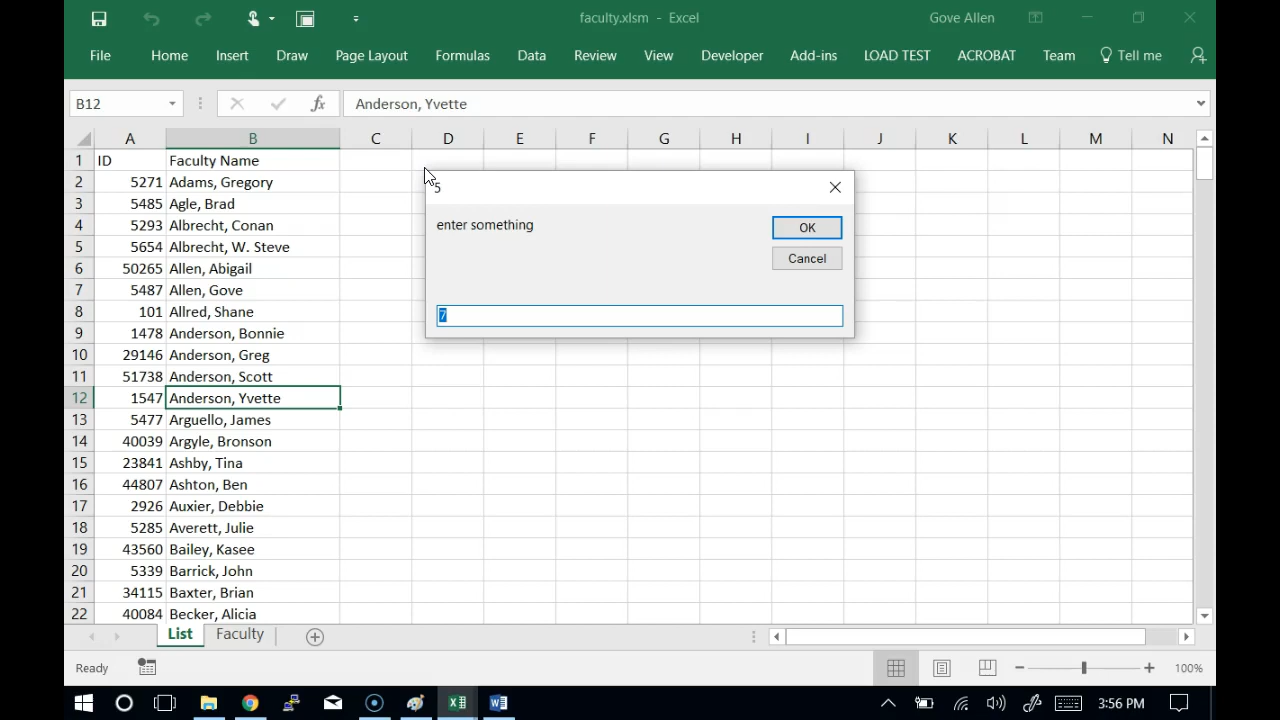 faculty.xlsm - Excel
Gove Allen
File Home Insert Draw Page Layout Formulas Data Review View Developer Add-ins LOAD TEST ACROBAT Team Tell me
B12 fx Anderson, Yvette
A B C D E F G H I J K L M N
1 ID Faculty Name
2 5271 Adams, Gregory
3 5485 Agle, Brad
4 5293 Albrecht, Conan
5 5654 Albrecht, W. Steve
6 50265 Allen, Abigail
7 5487 Allen, Gove
8 101 Allred, Shane
9 1478 Anderson, Bonnie
10 29146 Anderson, Greg
11 51738 Anderson, Scott
12 1547 Anderson, Yvette
13 5477 Arguello, James
14 40039 Argyle, Bronson
15 23841 Ashby, Tina
16 44807 Ashton, Ben
17 2926 Auxier, Debbie
18 5285 Averett, Julie
19 43560 Bailey, Kasee
20 5339 Barrick, John
21 34115 Baxter, Brian
22 40084 Becker, Alicia
5
enter something
OK
Cancel
7
List Faculty
Ready
100%
3:56 PM